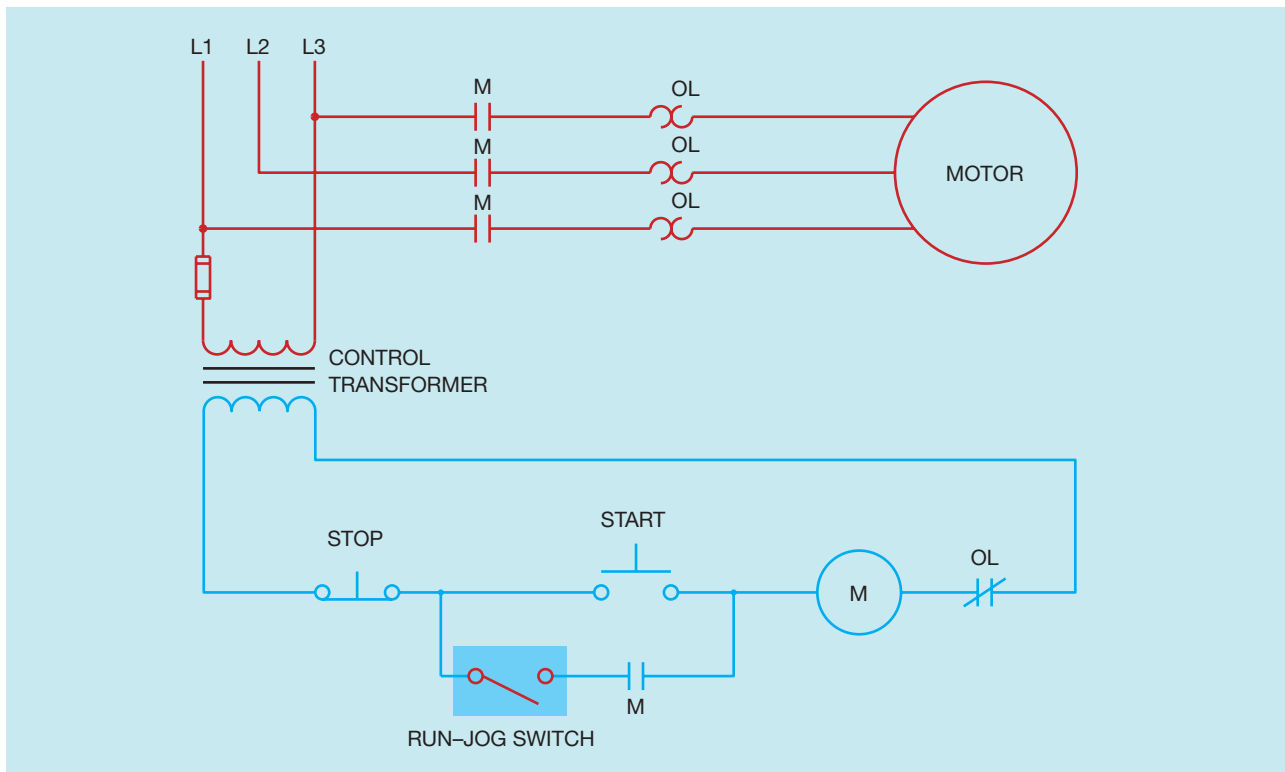 L1 L2 L3
M OL
M OL
MOTOR
M OL
CONTROL
TRANSFORMER
START
STOP
OL
M
M
RUN–JOG SWITCH